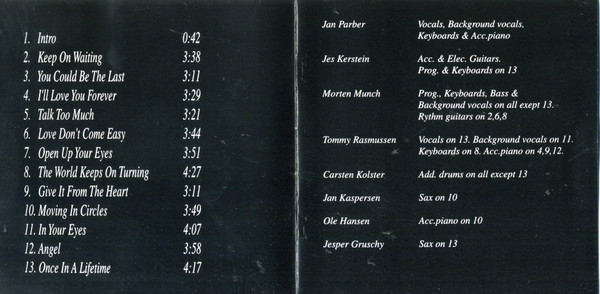 1. Intro 0:42
2. Keep On Waiting 3:38
3. You Could Be The Last 3:11
4. I'll Love You Forever 3:29
5. Talk Too Much 3:21
6. Love Don't Come Easy 3:44
7. Open Up Your Eyes 3:51
8. The World Keeps On Turning 4:27
9. Give It From The Heart 3:11
10. Moving In Circles 3:49
11. In Your Eyes 4:07
12. Angel 3:58
13. Once In A Lifetime 4:17
Jan Parber Vocals, Background vocals,
Keyboards & Acc.piano
Jes Kerstein Acc. & Elec. Guitars.
Prog. & Keyboards on 13
Morten Munch Prog., Keyboards, Bass &
Background vocals on all exept 13.
Rythm guitars on 2,6,8
Tommy Rasmussen Vocals on 13. Background vocals on 11.
Keyboards on 8. Acc.piano on 4,9,12.
Carsten Kolster Add. drums on all except 13
Jan Kaspersen Sax on 10
Ole Hansen Acc.piano on 10
Jesper Gruschy Sax on 13